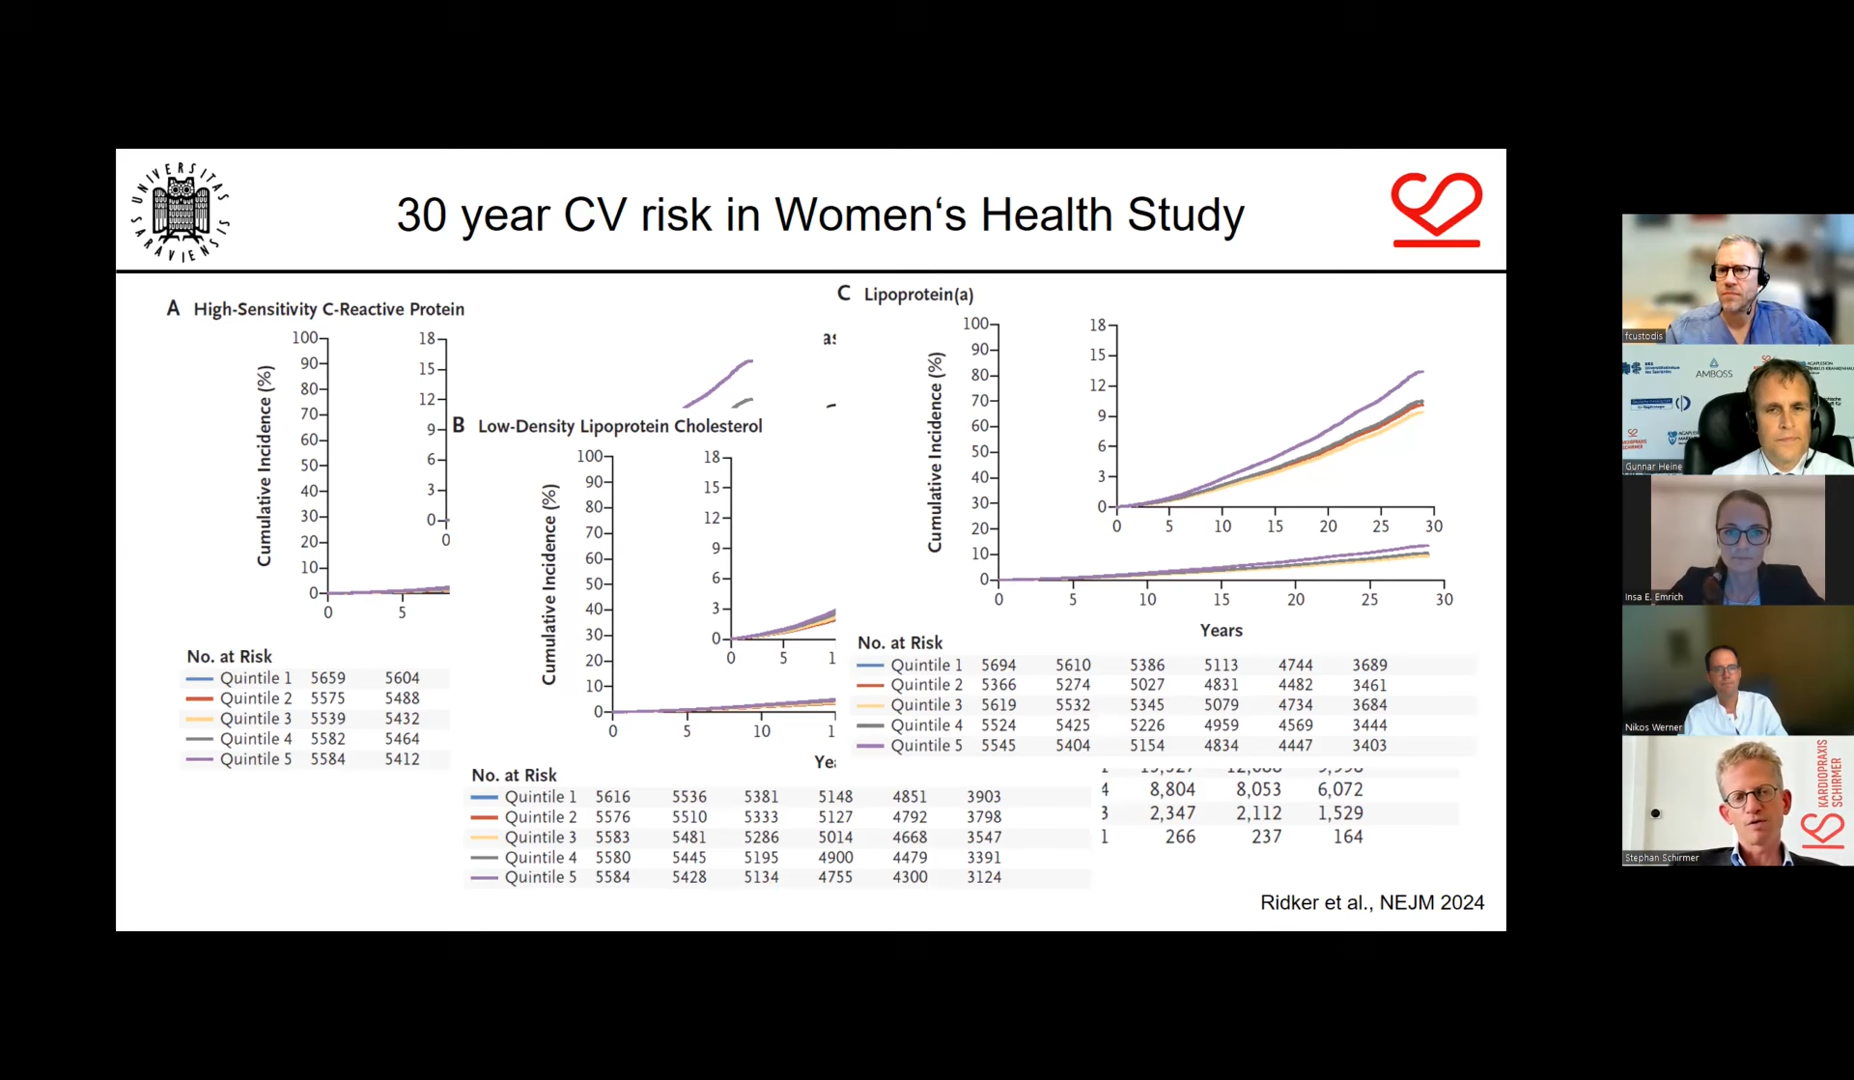 UNIVERSITAS SARAVIENSIS
30 year CV risk in Women‘s Health Study
A High-Sensitivity C-Reactive Protein
Cumulative Incidence (%)
100
90
80
70
60
50
40
30
20
10
0
0 5
18
15
12
9
6
3
0
0
No. at Risk
Quintile 1 5659 5604
Quintile 2 5575 5488
Quintile 3 5539 5432
Quintile 4 5582 5464
Quintile 5 5584 5412
B Low-Density Lipoprotein Cholesterol
Cumulative Incidence (%)
100
90
80
70
60
50
40
30
20
10
0
0 5 10 1
18
15
12
9
6
3
0
0 5 1
No. at Risk
Quintile 1 5616 5536 5381 5148 4851 3903
Quintile 2 5576 5510 5333 5127 4792 3798
Quintile 3 5583 5481 5286 5014 4668 3547
Quintile 4 5580 5445 5195 4900 4479 3391
Quintile 5 5584 5428 5134 4755 4300 3124
C Lipoprotein(a)
Cumulative Incidence (%)
100
90
80
70
60
50
40
30
20
10
0
0 5 10 15 20 25 30
18
15
12
9
6
3
0
0 5 10 15 20 25 30
Years
No. at Risk
Quintile 1 5694 5610 5386 5113 4744 3689
Quintile 2 5366 5274 5027 4831 4482 3461
Quintile 3 5619 5532 5345 5079 4734 3684
Quintile 4 5524 5425 5226 4959 4569 3444
Quintile 5 5545 5404 5154 4834 4447 3403
4 8,804 8,053 6,072
3 2,347 2,112 1,529
1 266 237 164
Ridker et al., NEJM 2024
fcustodis
AMBOSS
Gunnar Heine
Insa E. Emrich
Nikos Werner
KARDIOPRAXIS
SCHIRMER
Stephan Schirmer